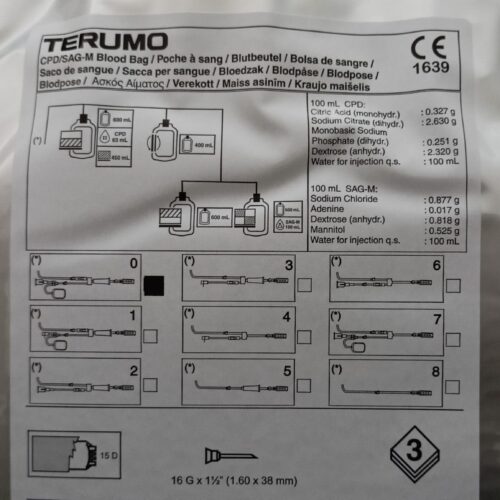 TERUMO
CPD/SAG-M Blood Bag / Poche à sang / Blutbeutel / Bolsa de sangre /
Saco de sangue / Sacca per sangue / Bloedzak / Blodpåse / Blodpose /
Blodpose / Ασκός Αίματος / Verekott / Maiss asinīm / Kraujo maišelis
CE
1639
(*)
600 mL
CPD
63 mL
450 mL
400 mL
600 mL
600 mL
SAG-M
100 mL
100 mL CPD:
Citric Acid (monohydr.) : 0.327 g
Sodium Citrate (dihydr.) : 2.630 g
Monobasic Sodium
Phosphate (dihydr.) : 0.251 g
Dextrose (anhydr.) : 2.320 g
Water for injection q.s. : 100 mL
100 mL SAG-M:
Sodium Chloride : 0.877 g
Adenine : 0.017 g
Dextrose (anhydr.) : 0.818 g
Mannitol : 0.525 g
Water for injection q.s. : 100 mL
(*) 0
(*) 3
(*) 6
(*) 1
(*) 4
(*) 7
(*) 2
(*) 5
(*) 8
15 D
16 G x 1½" (1.60 x 38 mm)
3